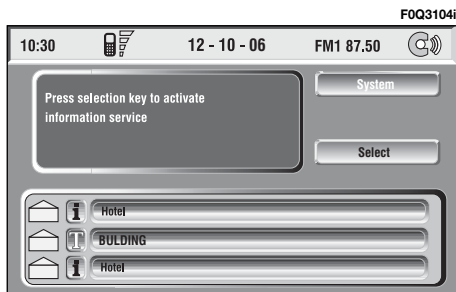 F0Q3104i
10:30 12 - 10 - 06 FM1 87.50
Press selection key to activate
information service
System
Select
i Hotel
T BULDING
i Hotel